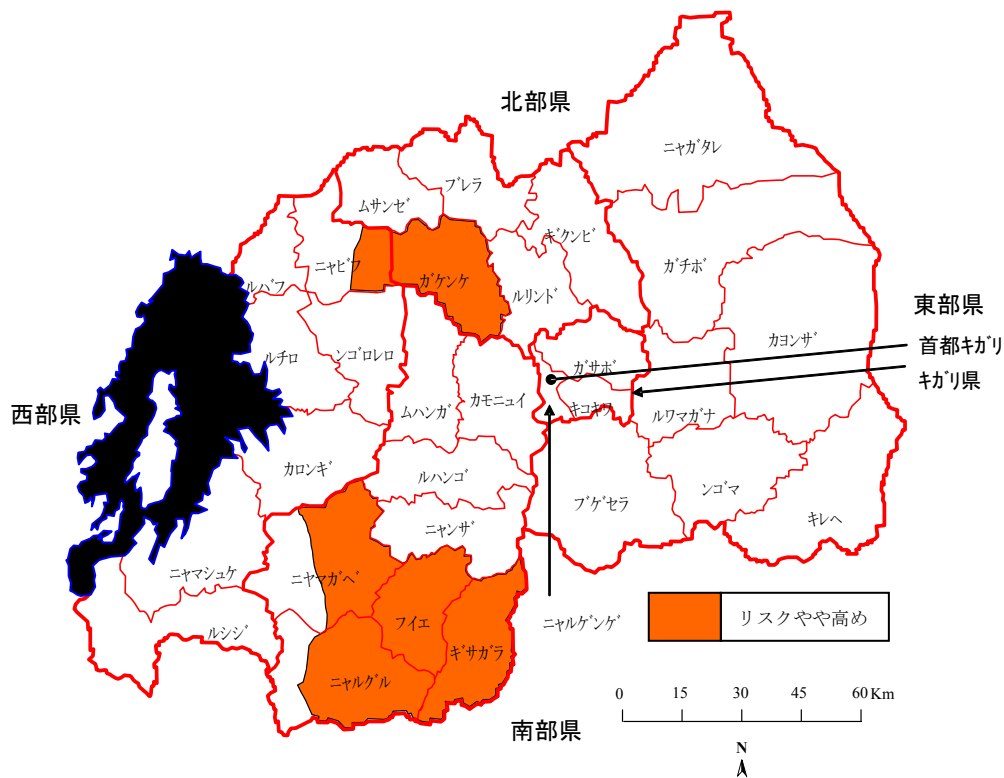 北部県
ニャガタレ
ブレラ
ムサンゼ
ギクンビ
ニャビフ
ガケンケ
ガチボ
ルバフ
ルリンド
東部県
カヨンザ
首都キガリ
ルチロ
ンゴロレロ
ガサボ
キガリ県
カモニュイ
キコキワ
西部県
ムハンガ
ルワマガナ
カロンギ
ルハンゴ
ンゴマ
ブゲセラ
ニャンザ
キレヘ
ニャマシュケ
ニヤマガベ
リスクやや高め
フイエ
ニャルゲンゲ
ルシジ
ギサガラ
ニャルグル
0 15 30 45 60 Km
南部県
N